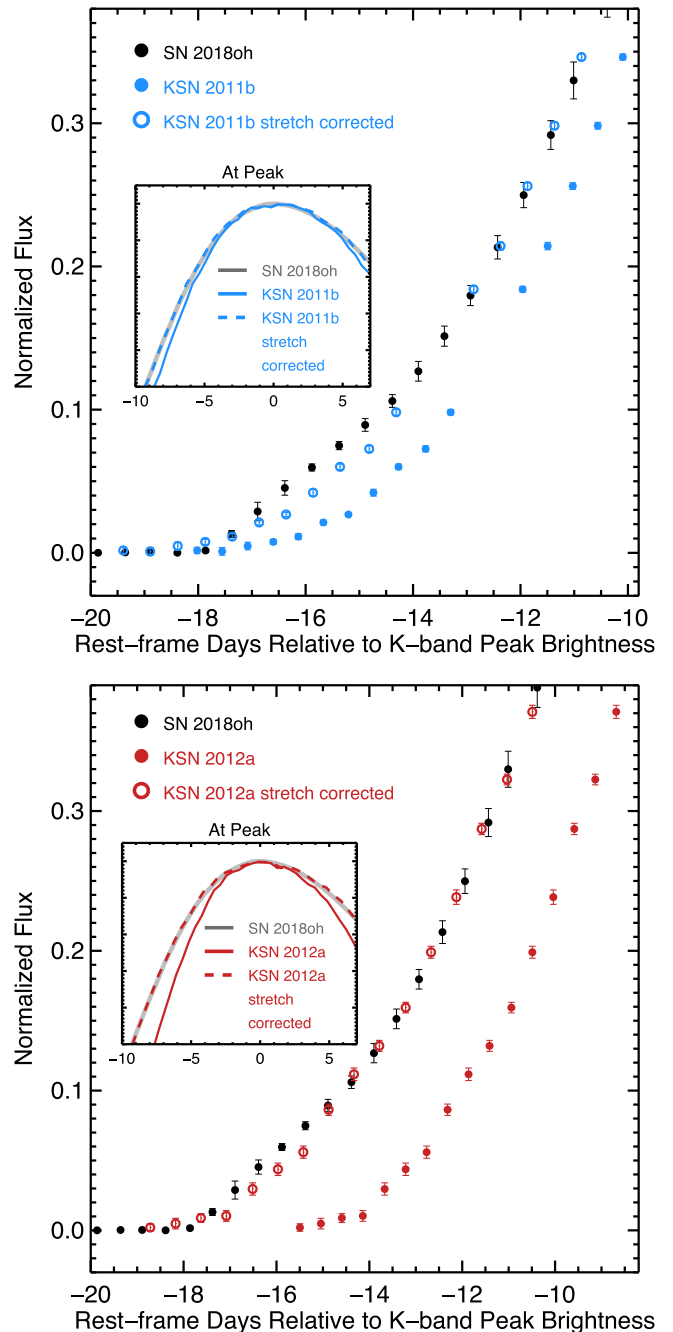 SN 2018oh
KSN 2011b
KSN 2011b stretch corrected
0.3
At Peak
SN 2018oh
KSN 2011b
KSN 2011b
stretch
corrected
−10 −5 0 5
0.2
0.1
0.0
Normalized Flux
−20 −18 −16 −14 −12 −10
Rest−frame Days Relative to K−band Peak Brightness
SN 2018oh
KSN 2012a
KSN 2012a stretch corrected
0.3
At Peak
SN 2018oh
KSN 2012a
KSN 2012a
stretch
corrected
−10 −5 0 5
0.2
0.1
0.0
Normalized Flux
−20 −18 −16 −14 −12 −10
Rest−frame Days Relative to K−band Peak Brightness